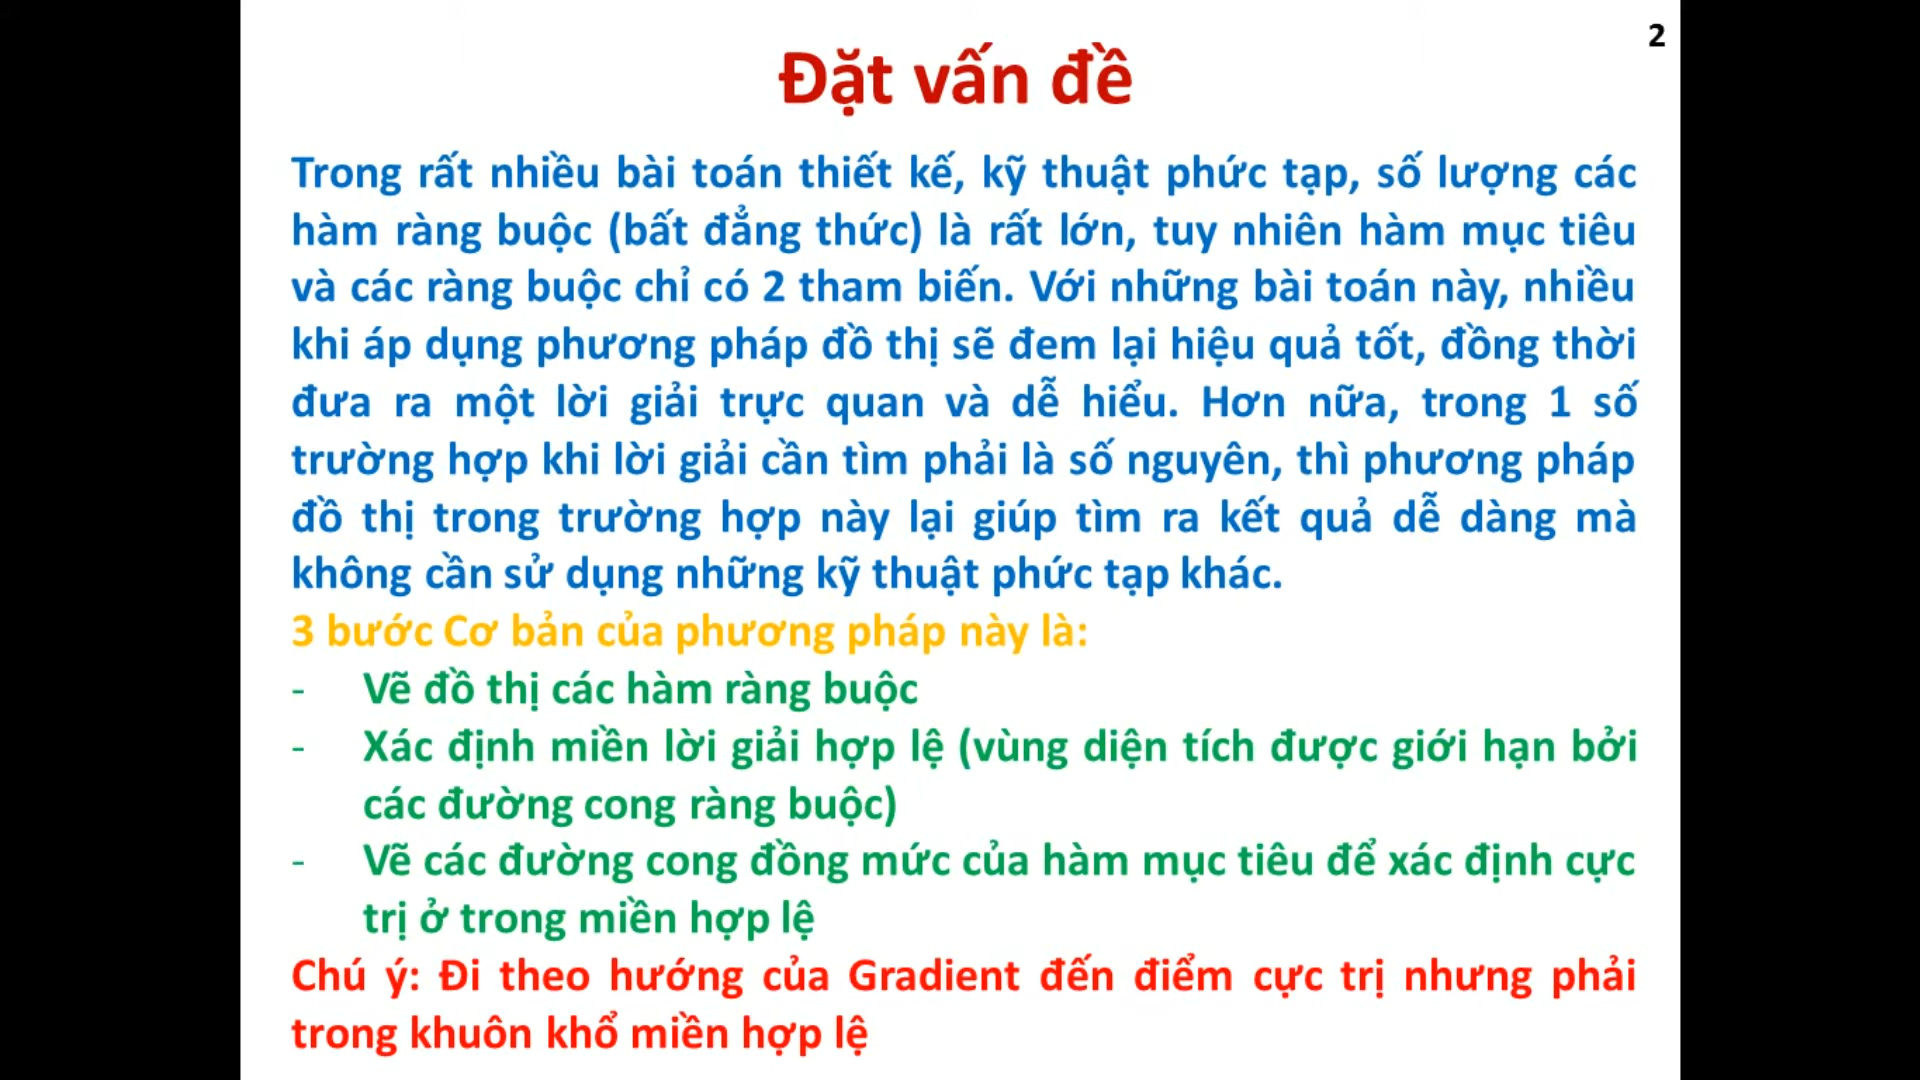 2
Đặt vấn đề
Trong rất nhiều bài toán thiết kế, kỹ thuật phức tạp, số lượng các
hàm ràng buộc (bất đẳng thức) là rất lớn, tuy nhiên hàm mục tiêu
và các ràng buộc chỉ có 2 tham biến. Với những bài toán này, nhiều
khi áp dụng phương pháp đồ thị sẽ đem lại hiệu quả tốt, đồng thời
đưa ra một lời giải trực quan và dễ hiểu. Hơn nữa, trong 1 số
trường hợp khi lời giải cần tìm phải là số nguyên, thì phương pháp
đồ thị trong trường hợp này lại giúp tìm ra kết quả dễ dàng mà
không cần sử dụng những kỹ thuật phức tạp khác.
3 bước Cơ bản của phương pháp này là:
- Vẽ đồ thị các hàm ràng buộc
- Xác định miền lời giải hợp lệ (vùng diện tích được giới hạn bởi
các đường cong ràng buộc)
- Vẽ các đường cong đồng mức của hàm mục tiêu để xác định cực
trị ở trong miền hợp lệ
Chú ý: Đi theo hướng của Gradient đến điểm cực trị nhưng phải
trong khuôn khổ miền hợp lệ